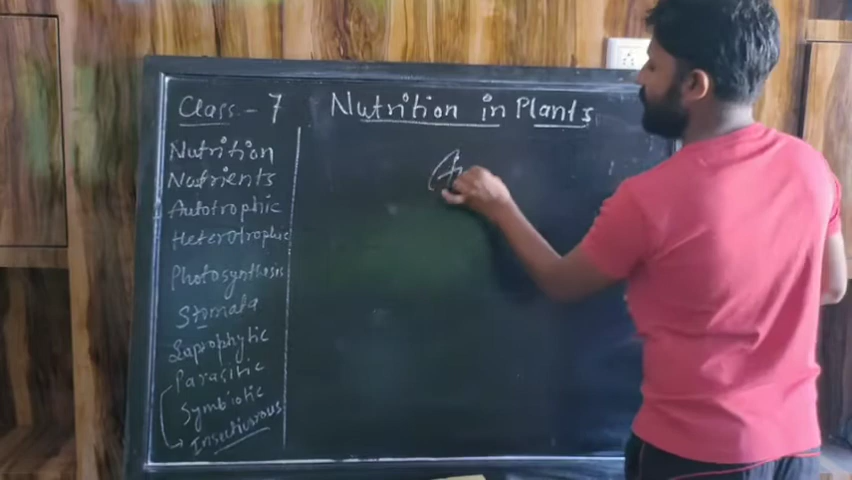 Class - 7
Nutrition in Plants
Nutrition
Nutrients
Autotrophic
Heterotrophic
Photosynthesis
Stomata
Saprophytic
Parasitic
Symbiotic
Insectivorous